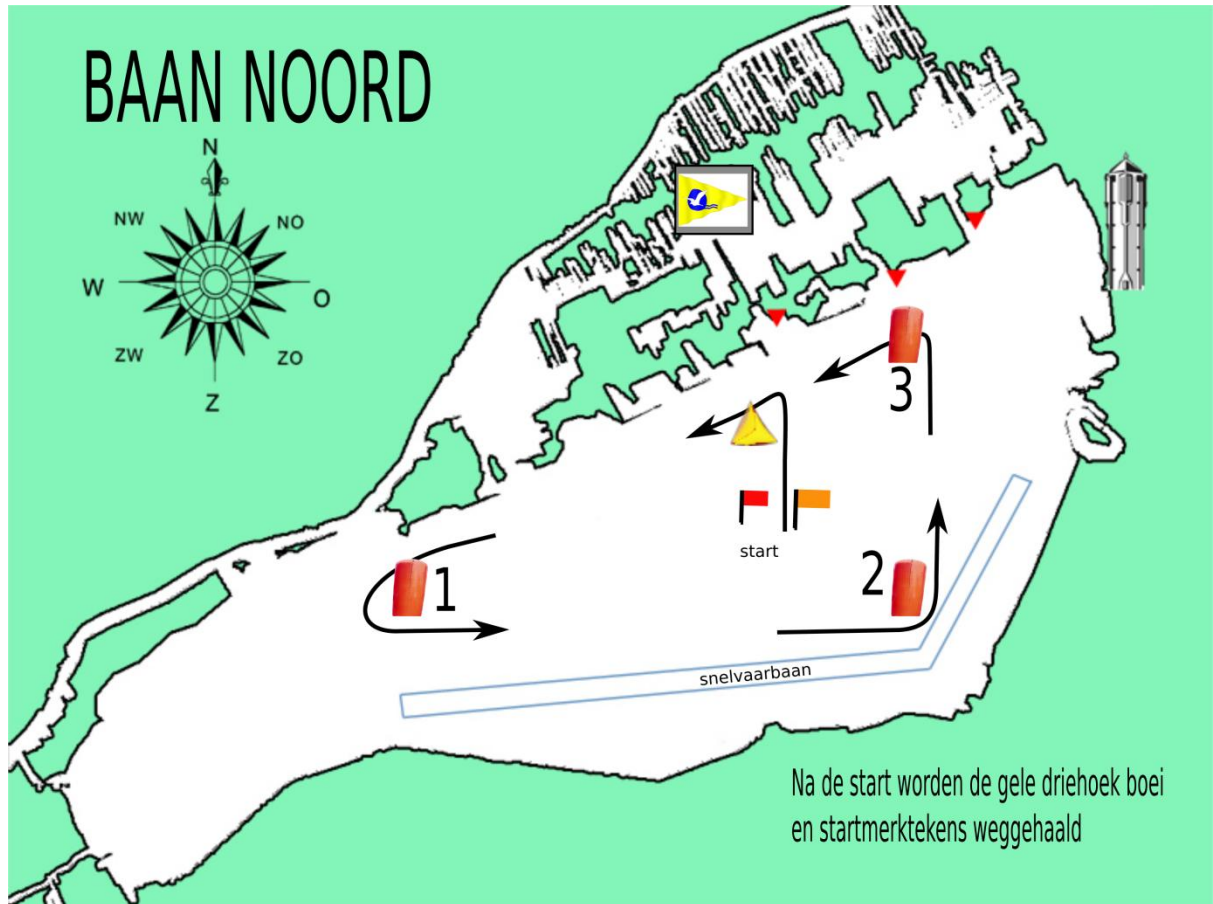 BAAN NOORD
N
NW
NO
W
O
ZW
ZO
Z
3
start
1
2
snelvaarbaan
Na de start worden de gele driehoek boei
en startmerktekens weggehaald